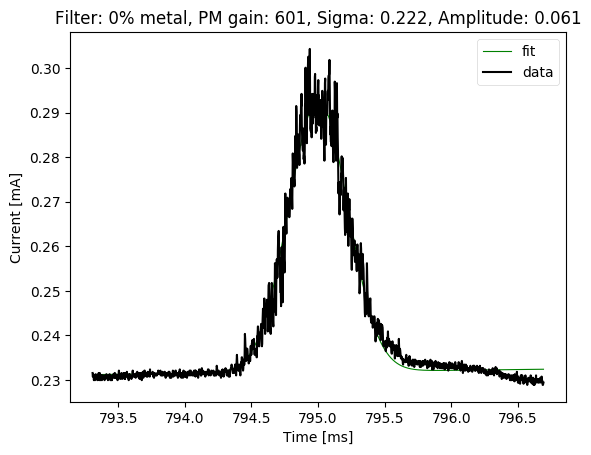 Filter: 0% metal, PM gain: 601, Sigma: 0.222, Amplitude: 0.061
fit
data
0.30
0.29
0.28
0.27
0.26
0.25
0.24
0.23
Current [mA]
793.5 794.0 794.5 795.0 795.5 796.0 796.5
Time [ms]